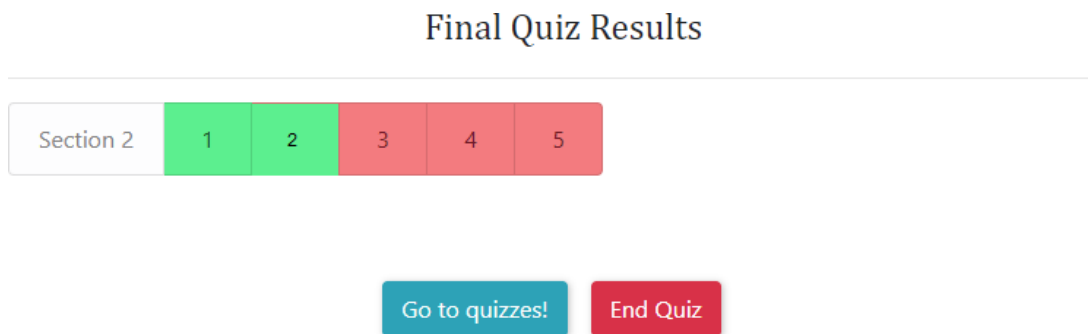 Final Quiz Results
Section 2 1 2 3 4 5
Go to quizzes! End Quiz